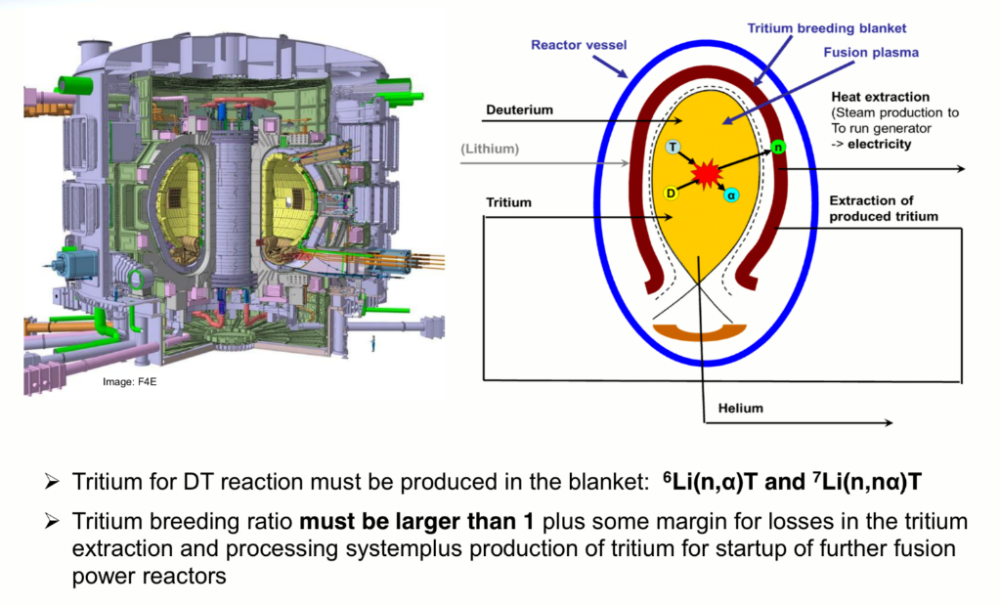 Image: F4E
Reactor vessel
Tritium breeding blanket
Fusion plasma
Deuterium
(Lithium)
Tritium
T
D
n
α
Heat extraction
(Steam production to
To run generator
-> electricity
Extraction of
produced tritium
Helium
➢ Tritium for DT reaction must be produced in the blanket: ⁶Li(n,α)T and ⁷Li(n,nα)T
➢ Tritium breeding ratio must be larger than 1 plus some margin for losses in the tritium
extraction and processing systemplus production of tritium for startup of further fusion
power reactors